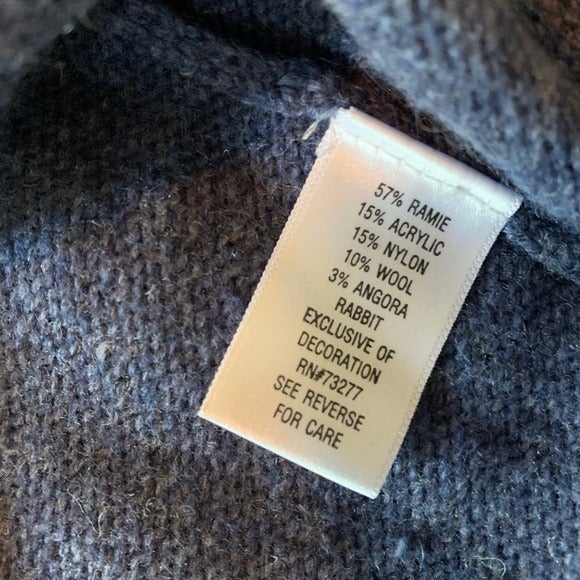 57% RAMIE
15% ACRYLIC
15% NYLON
10% WOOL
3% ANGORA
RABBIT
EXCLUSIVE OF
DECORATION
RN#73277
SEE REVERSE
FOR CARE